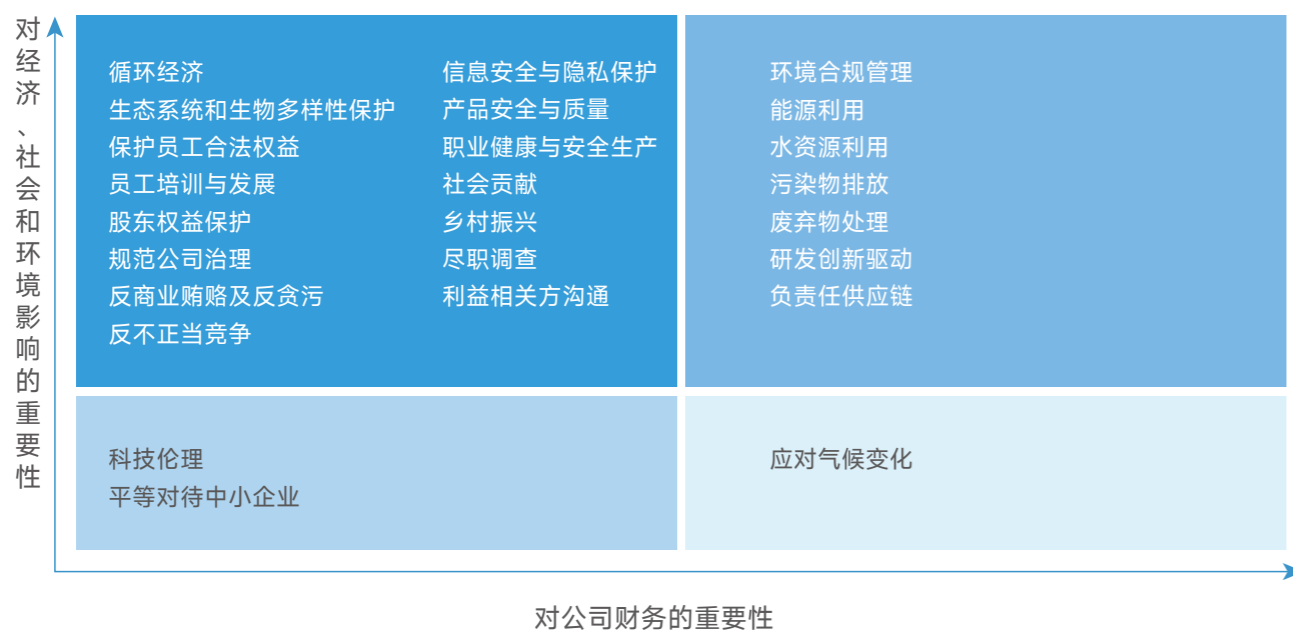 对经济、社会和环境影响的重要性
循环经济
生态系统和生物多样性保护
保护员工合法权益
员工培训与发展
股东权益保护
规范公司治理
反商业贿赂及反贪污
反不正当竞争
信息安全与隐私保护
产品安全与质量
职业健康与安全生产
社会贡献
乡村振兴
尽职调查
利益相关方沟通
环境合规管理
能源利用
水资源利用
污染物排放
废弃物处理
研发创新驱动
负责任供应链
科技伦理
平等对待中小企业
应对气候变化
对公司财务的重要性